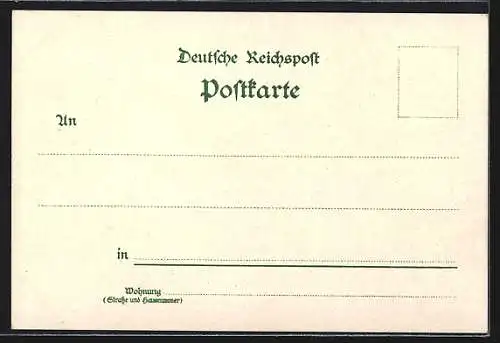 Deutsche Reichspost
Postkarte
An
in
Wohnung
(Straße und Hausnummer)